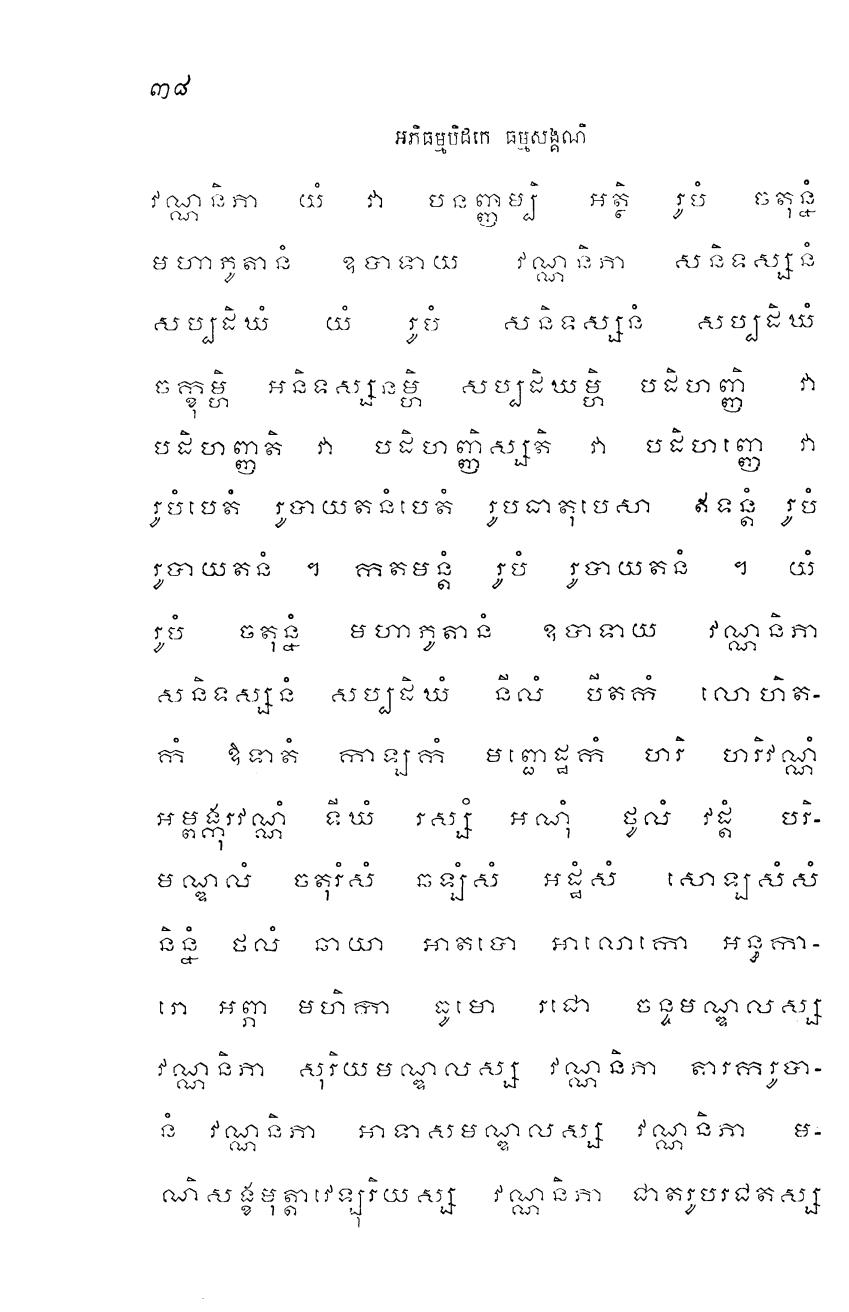 ៣៨
អភិធម្មបិដកេ ធម្មសង្គណី
វណ្ណនិភា យំ វា បនញ្ញម្បិ អត្ថិ រូបំ ចតុន្នំ
មហាភូតានំ ឧបាទាយ វណ្ណនិភា សនិទស្សនំ
សប្បដិឃំ យំ រូបំ សនិទស្សនំ សប្បដិឃំ
ចក្ខុម្ហិ អនិទស្សនម្ហិ សប្បដិឃម្ហិ បដិហញ្ញិ វា
បដិហញ្ញតិ វា បដិហញ្ញិស្សតិ វា បដិហញ្ញេ វា
រូបំបេតំ រូបាយតនំបេតំ រូបធាតុបេសា ឥទន្តំ រូបំ
រូបាយតនំ ។ កតមន្តំ រូបំ រូបាយតនំ ។ យំ
រូបំ ចតុន្នំ មហាភូតានំ ឧបាទាយ វណ្ណនិភា
សនិទស្សនំ សប្បដិឃំ នីលំ បីតកំ លោហិត-
កំ ឱទាតំ កាឡកំ មញ្ជេដ្ឋកំ ហរិ ហរិវណ្ណំ
អម្ពង្កុរវណ្ណំ ទីឃំ រស្សំ អណុំ ថូលំ វដ្តំ បរិ-
មណ្ឌលំ ចតុរំសំ ឆឡំសំ អដ្ឋំសំ សោឡសំសំ
និន្នំ ថលំ ឆាយា អាតបោ អាលោកោ អន្ធកា-
រោ អព្ភា មហិកា ធូមោ រជោ ចន្ទមណ្ឌលស្ស
វណ្ណនិភា សុរិយមណ្ឌលស្ស វណ្ណនិភា តារករូបា-
នំ វណ្ណនិភា អាទាសមណ្ឌលស្ស វណ្ណនិភា ម-
ណិសង្ខមុត្តាវេឡុរិយស្ស វណ្ណនិភា ជាតរូបរជតស្ស